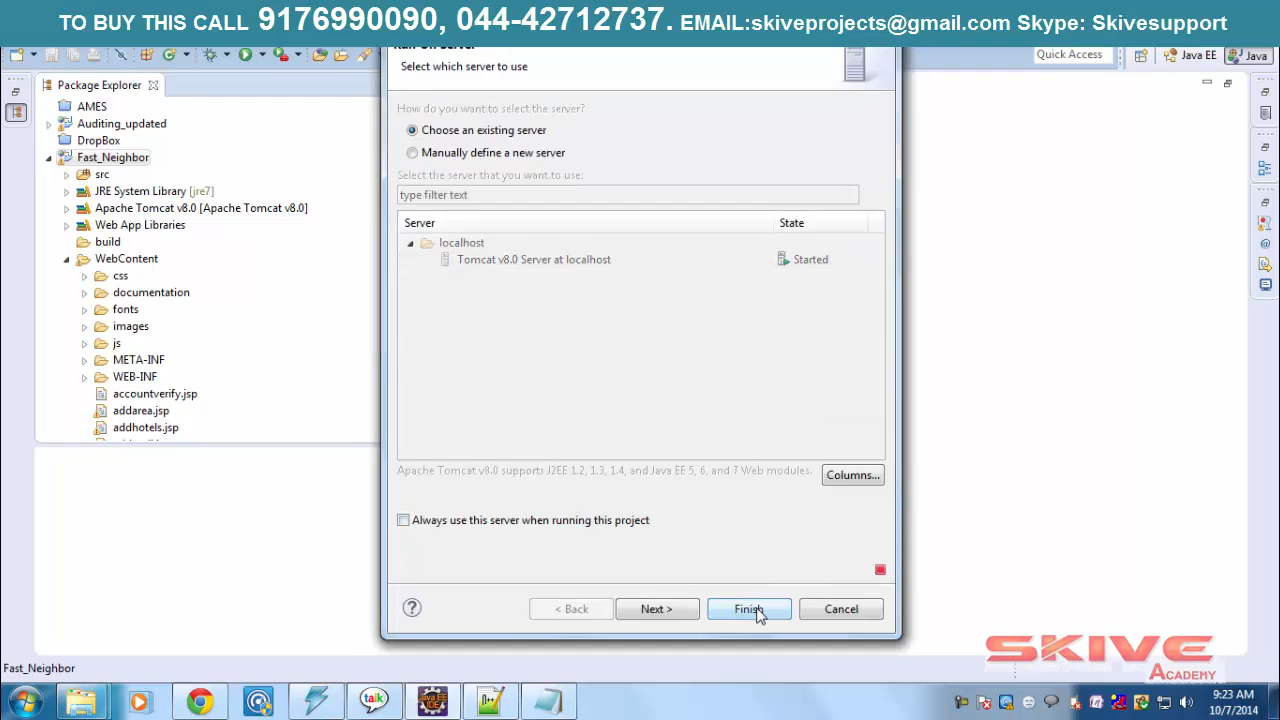 TO BUY THIS CALL 9176990090, 044-42712737. EMAIL:skiveprojects@gmail.com Skype: Skivesupport
Run On Server
Quick Access
Java EE
Java
Select which server to use
Package Explorer
AMES
Auditing_updated
DropBox
Fast_Neighbor
src
JRE System Library [jre7]
Apache Tomcat v8.0 [Apache Tomcat v8.0]
Web App Libraries
build
WebContent
css
documentation
fonts
images
js
META-INF
WEB-INF
accountverify.jsp
addarea.jsp
addhotels.jsp
How do you want to select the server?
Choose an existing server
Manually define a new server
Select the server that you want to use:
type filter text
Server State
localhost
Tomcat v8.0 Server at localhost Started
Apache Tomcat v8.0 supports J2EE 1.2, 1.3, 1.4, and Java EE 5, 6, and 7 Web modules.
Columns...
Always use this server when running this project
< Back Next > Finish Cancel
SKIVE
ACADEMY
Fast_Neighbor
talk
Java EE
IDE
9:23 AM
10/7/2014